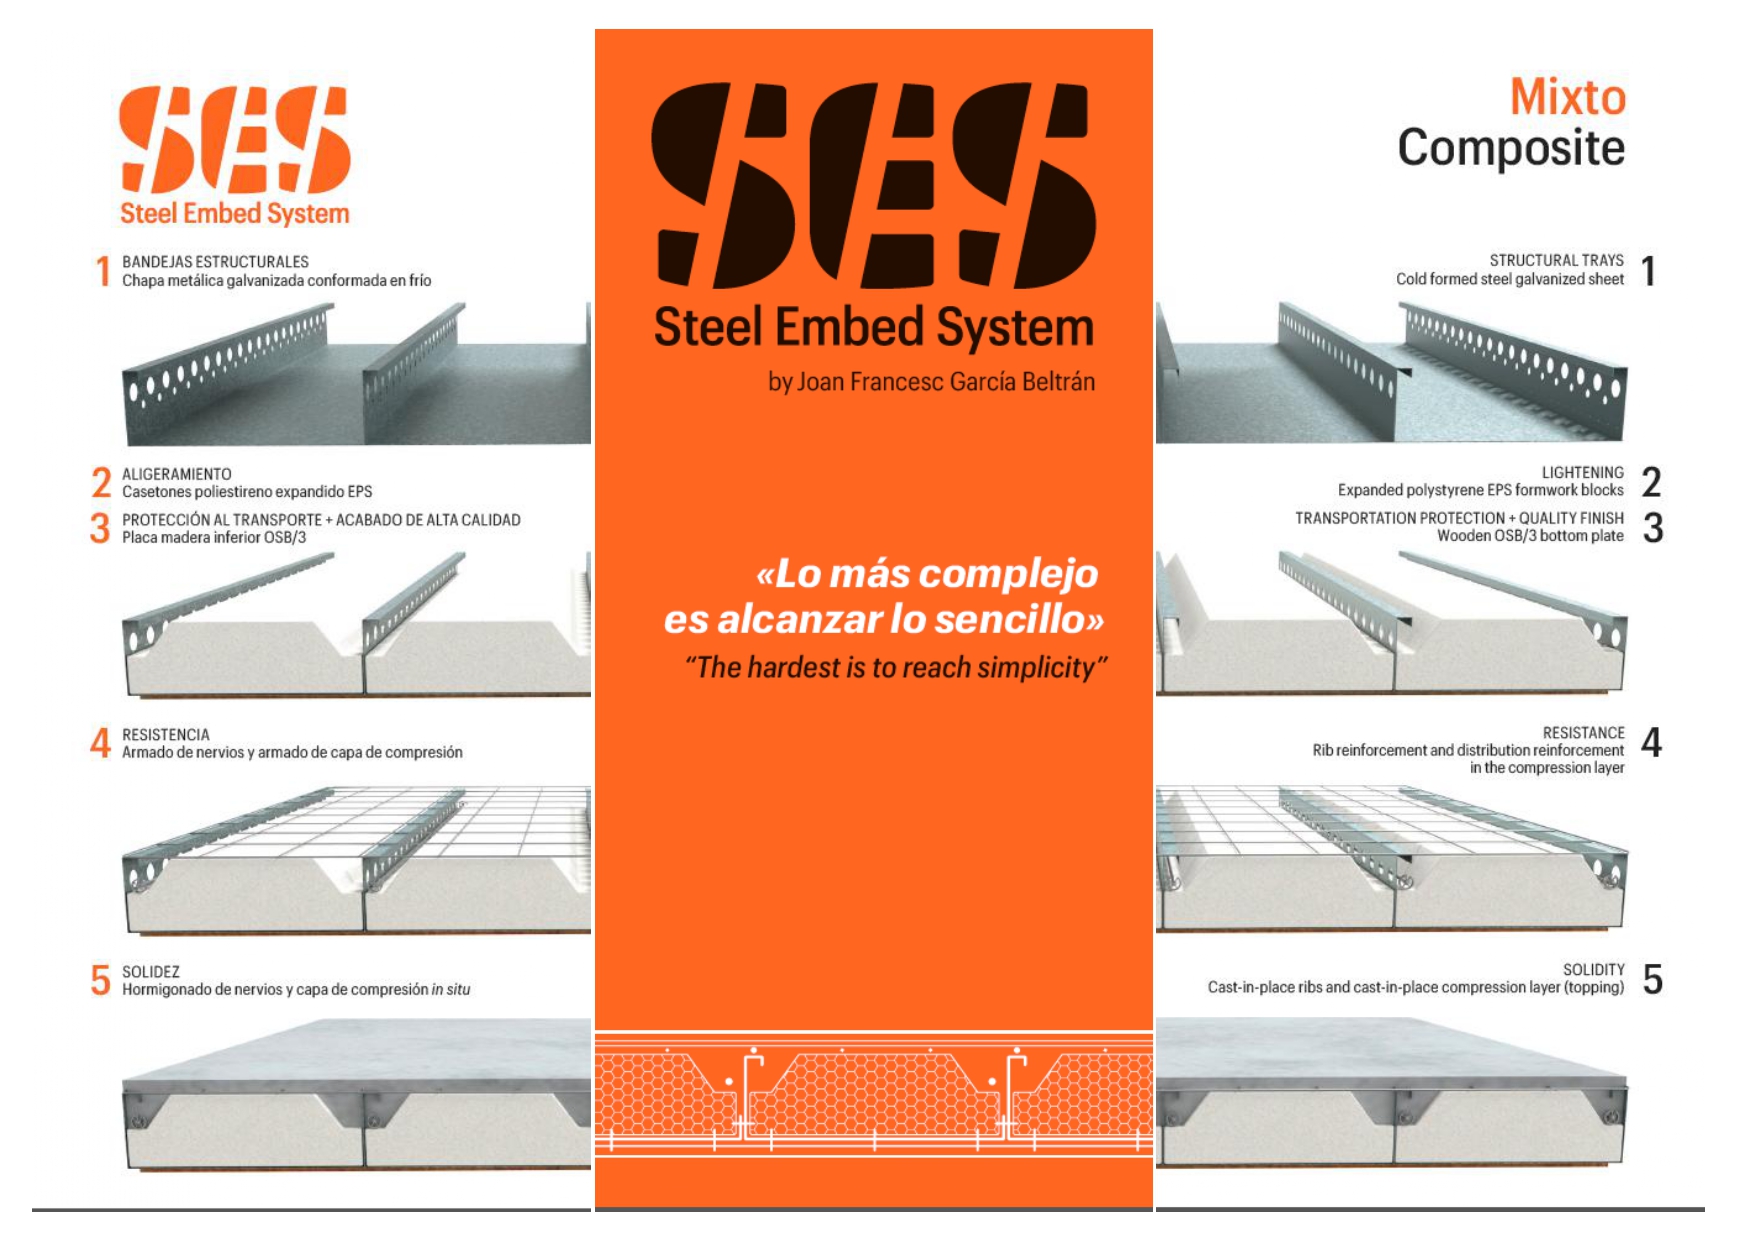 SES
Steel Embed System
1
BANDEJAS ESTRUCTURALES
Chapa metálica galvanizada conformada en frío
2
ALIGERAMIENTO
Casetones poliestireno expandido EPS
3
PROTECCIÓN AL TRANSPORTE + ACABADO DE ALTA CALIDAD
Placa madera inferior OSB/3
4
RESISTENCIA
Armado de nervios y armado de capa de compresión
5
SOLIDEZ
Hormigonado de nervios y capa de compresión in situ
SES
Steel Embed System
by Joan Francesc García Beltrán
«Lo más complejo
es alcanzar lo sencillo»
“The hardest is to reach simplicity”
Mixto
Composite
STRUCTURAL TRAYS
Cold formed steel galvanized sheet
1
LIGHTENING
Expanded polystyrene EPS formwork blocks
2
TRANSPORTATION PROTECTION + QUALITY FINISH
Wooden OSB/3 bottom plate
3
RESISTANCE
Rib reinforcement and distribution reinforcement
in the compression layer
4
SOLIDITY
Cast-in-place ribs and cast-in-place compression layer (topping)
5